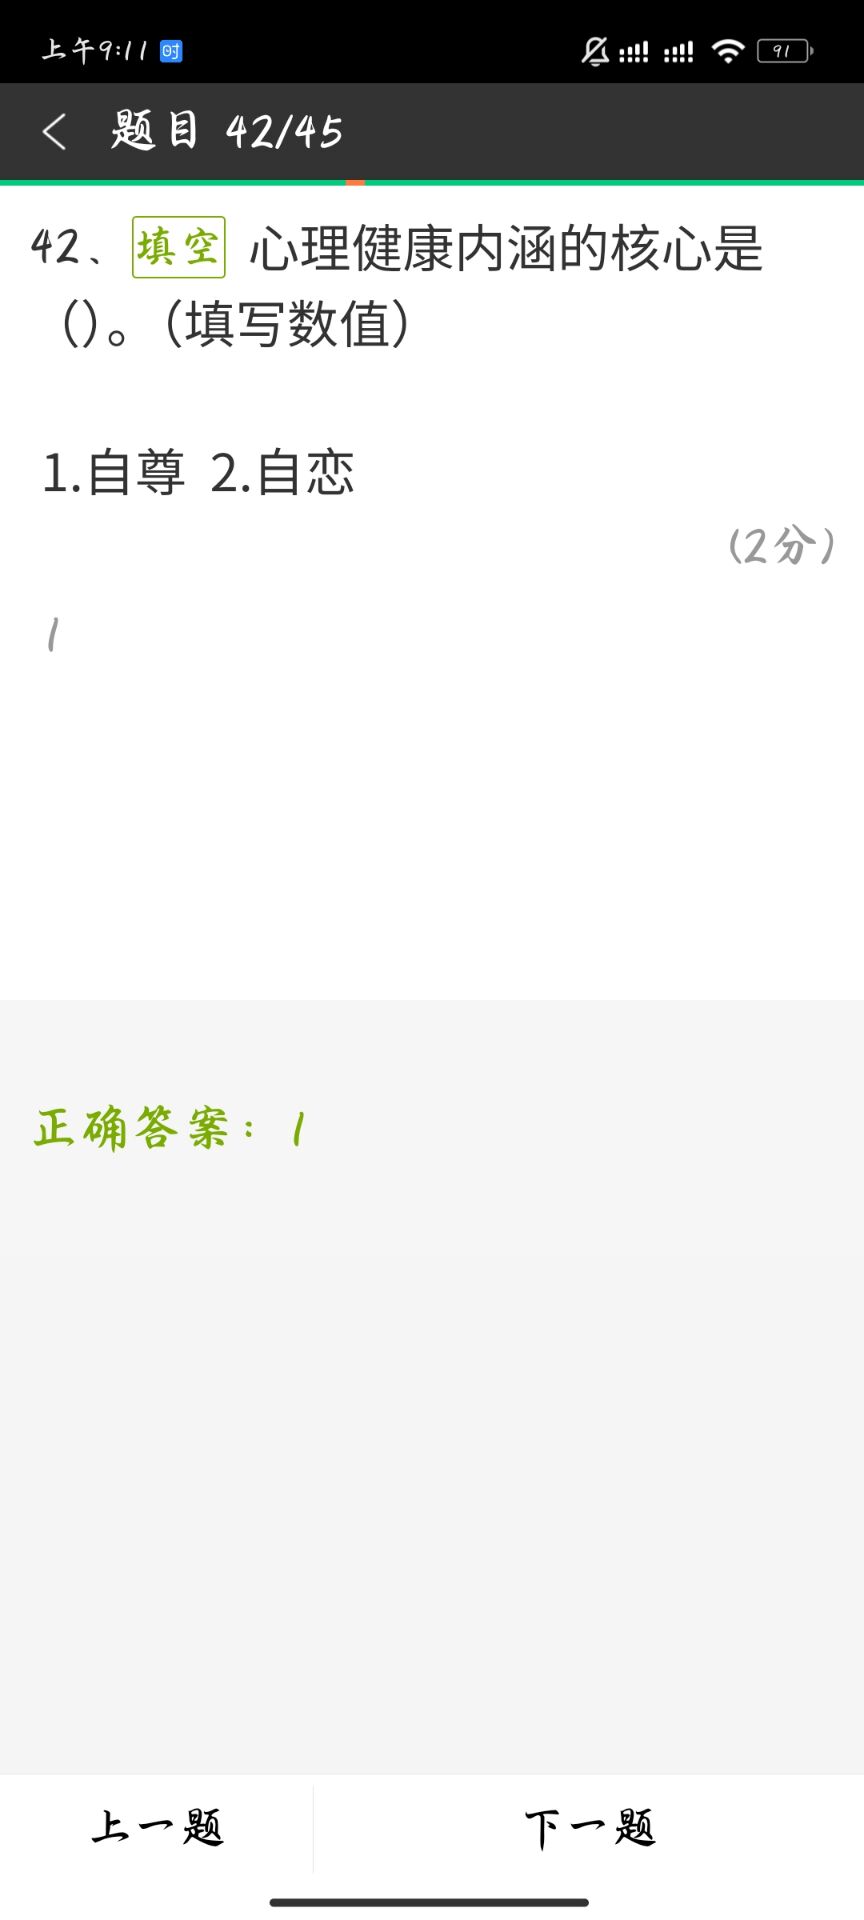 上午9:11 时 91
题目 42/45
42、填空 心理健康内涵的核心是
()。(填写数值)
1.自尊 2.自恋
(2分)
1
正确答案: 1
上一题 下一题